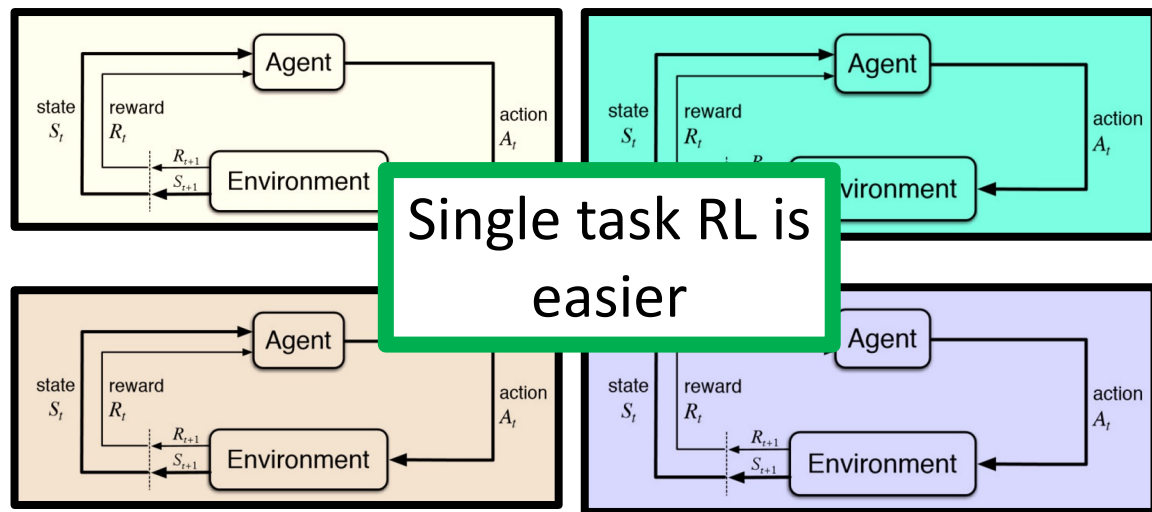 Agent
state
S_t
reward
R_t
action
A_t
R_{t+1}
S_{t+1}
Environment
Agent
state
S_t
reward
R_t
action
A_t
R
vironment
Single task RL is
easier
Agent
state
S_t
reward
R_t
action
A_t
R_{t+1}
S_{t+1}
Environment
Agent
state
S_t
reward
R_t
action
A_t
R_{t+1}
S_{t+1}
Environment